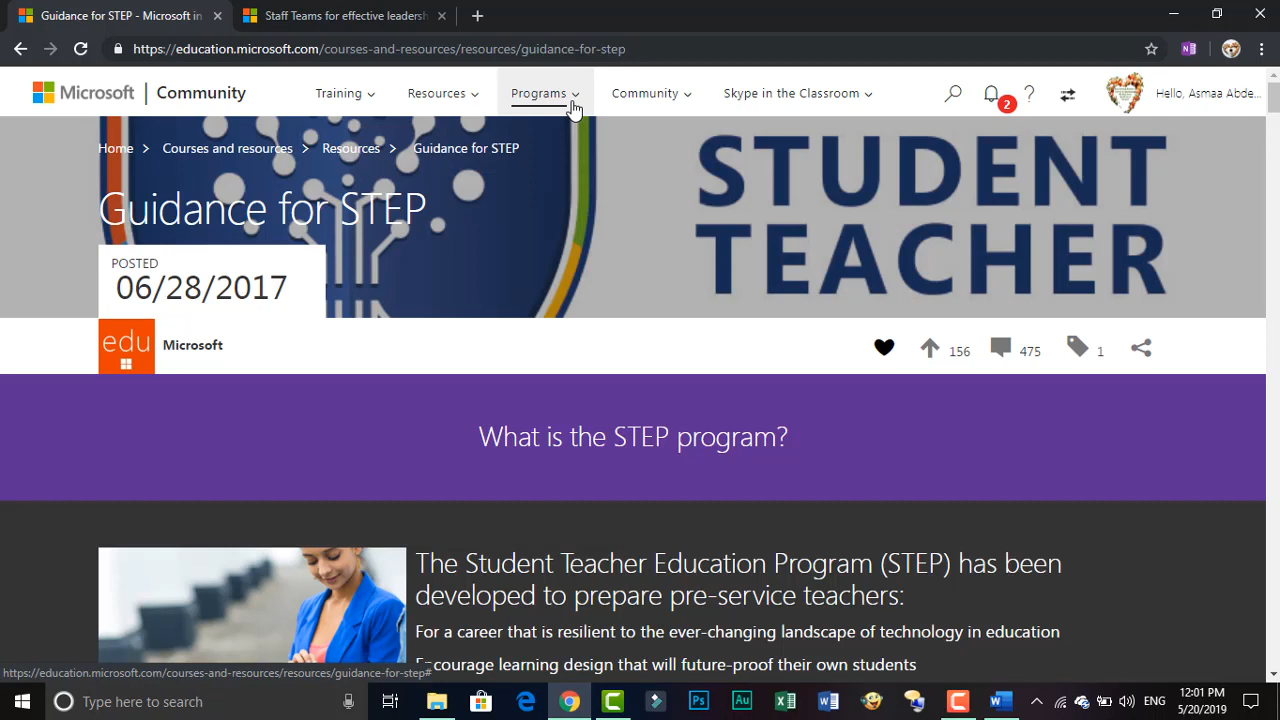 Guidance for STEP - Microsoft in
Staff Teams for effective leadersh
https://education.microsoft.com/courses-and-resources/resources/guidance-for-step
Microsoft | Community
Training
Resources
Programs
Community
Skype in the Classroom
2
Hello, Asmaa Abde...
Home > Courses and resources > Resources > Guidance for STEP
Guidance for STEP
STUDENT
TEACHER
POSTED
06/28/2017
edu
Microsoft
156
475
1
What is the STEP program?
The Student Teacher Education Program (STEP) has been
developed to prepare pre-service teachers:
For a career that is resilient to the ever-changing landscape of technology in education
Encourage learning design that will future-proof their own students
https://education.microsoft.com/courses-and-resources/resources/guidance-for-step#
Type here to search
Ps
Au
ENG
12:01 PM
5/20/2019